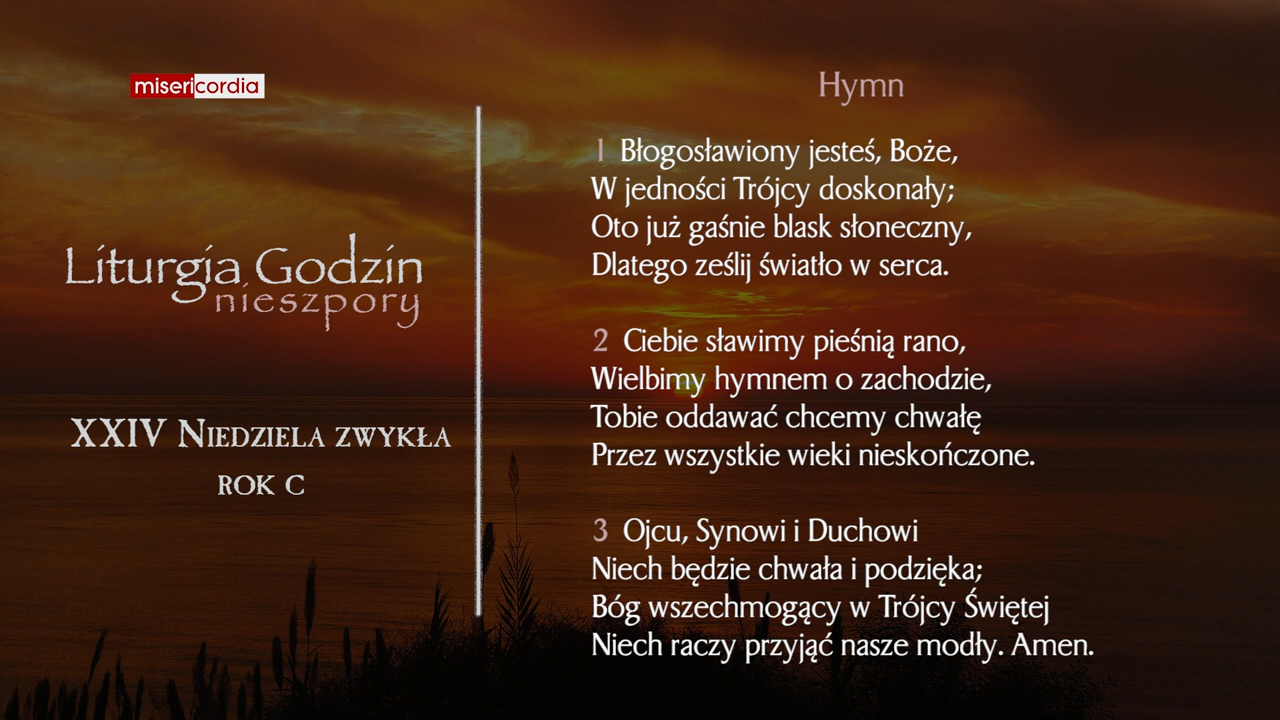 misericordia
Liturgia Godzin
nieszpory
XXIV Niedziela zwykła
rok C
Hymn
1 Błogosławiony jesteś, Boże,
W jedności Trójcy doskonały;
Oto już gaśnie blask słoneczny,
Dlatego ześlij światło w serca.
2 Ciebie sławimy pieśnią rano,
Wielbimy hymnem o zachodzie,
Tobie oddawać chcemy chwałę
Przez wszystkie wieki nieskończone.
3 Ojcu, Synowi i Duchowi
Niech będzie chwała i podzięka;
Bóg wszechmogący w Trójcy Świętej
Niech raczy przyjąć nasze modły. Amen.